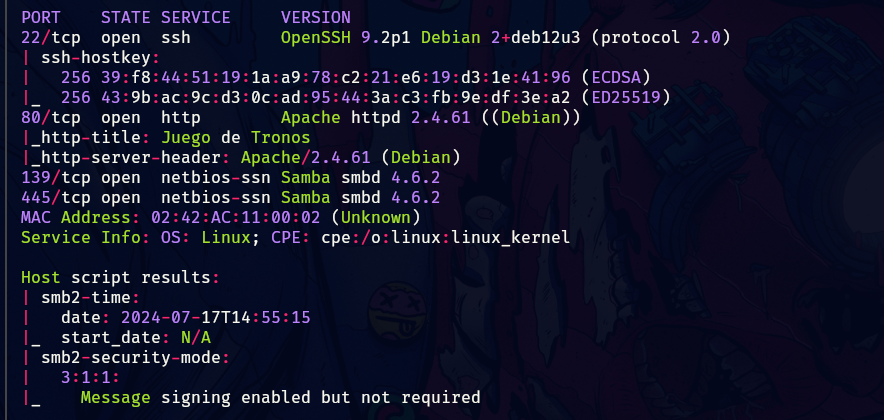 PORT    STATE SERVICE     VERSION
22/tcp  open  ssh         OpenSSH 9.2p1 Debian 2+deb12u3 (protocol 2.0)
| ssh-hostkey:
|   256 39:f8:44:51:19:1a:a9:78:c2:21:e6:19:d3:1e:41:96 (ECDSA)
|_  256 43:9b:ac:9c:d3:0c:ad:95:44:3a:c3:fb:9e:df:3e:a2 (ED25519)
80/tcp  open  http        Apache httpd 2.4.61 ((Debian))
|_http-title: Juego de Tronos
|_http-server-header: Apache/2.4.61 (Debian)
139/tcp open  netbios-ssn Samba smbd 4.6.2
445/tcp open  netbios-ssn Samba smbd 4.6.2
MAC Address: 02:42:AC:11:00:02 (Unknown)
Service Info: OS: Linux; CPE: cpe:/o:linux:linux_kernel
Host script results:
| smb2-time:
|   date: 2024-07-17T14:55:15
|_  start_date: N/A
| smb2-security-mode:
|   3:1:1:
|_    Message signing enabled but not required